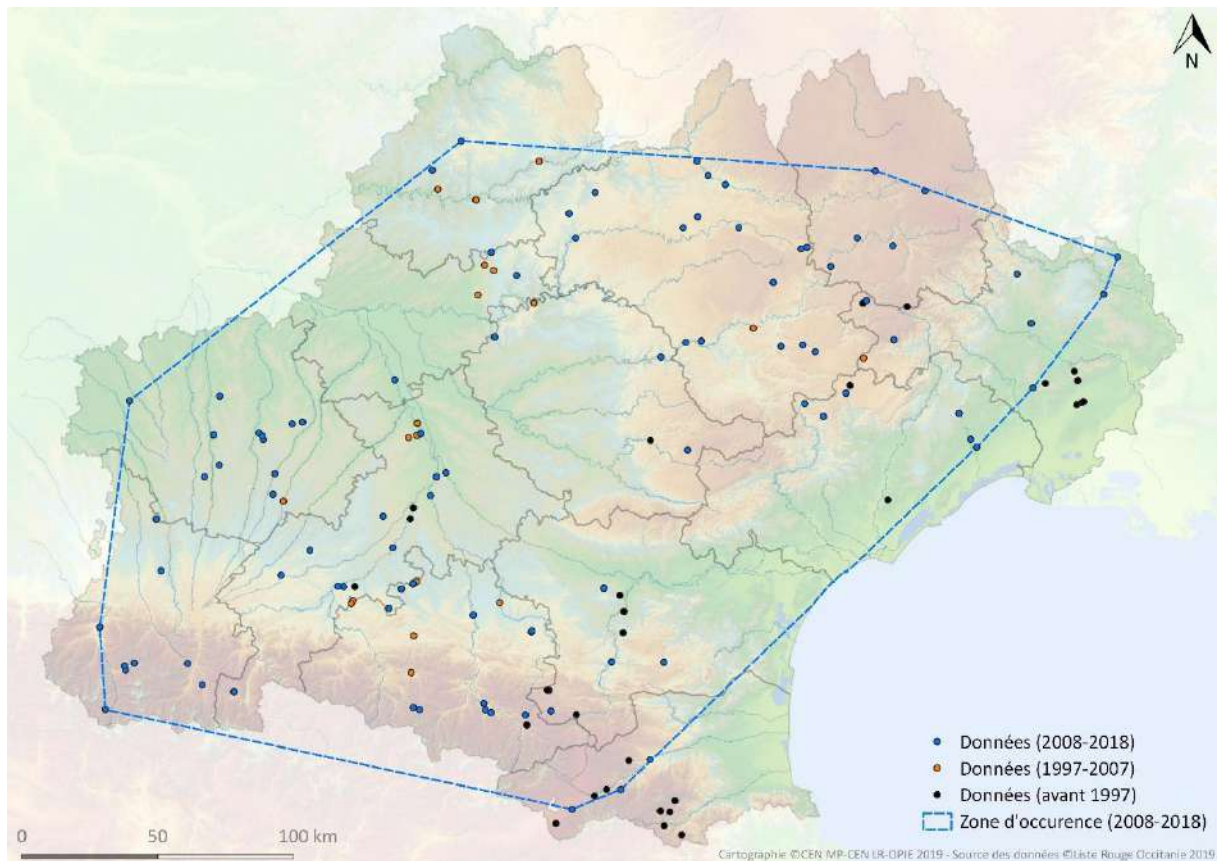 N
Données (2008-2018)
Données (1997-2007)
Données (avant 1997)
Zone d'occurence (2008-2018)
0 50 100 km
Cartographie ©CEN MP-CEN LR-OPIE 2019 - Source des données ©Liste Rouge Occitanie 2019